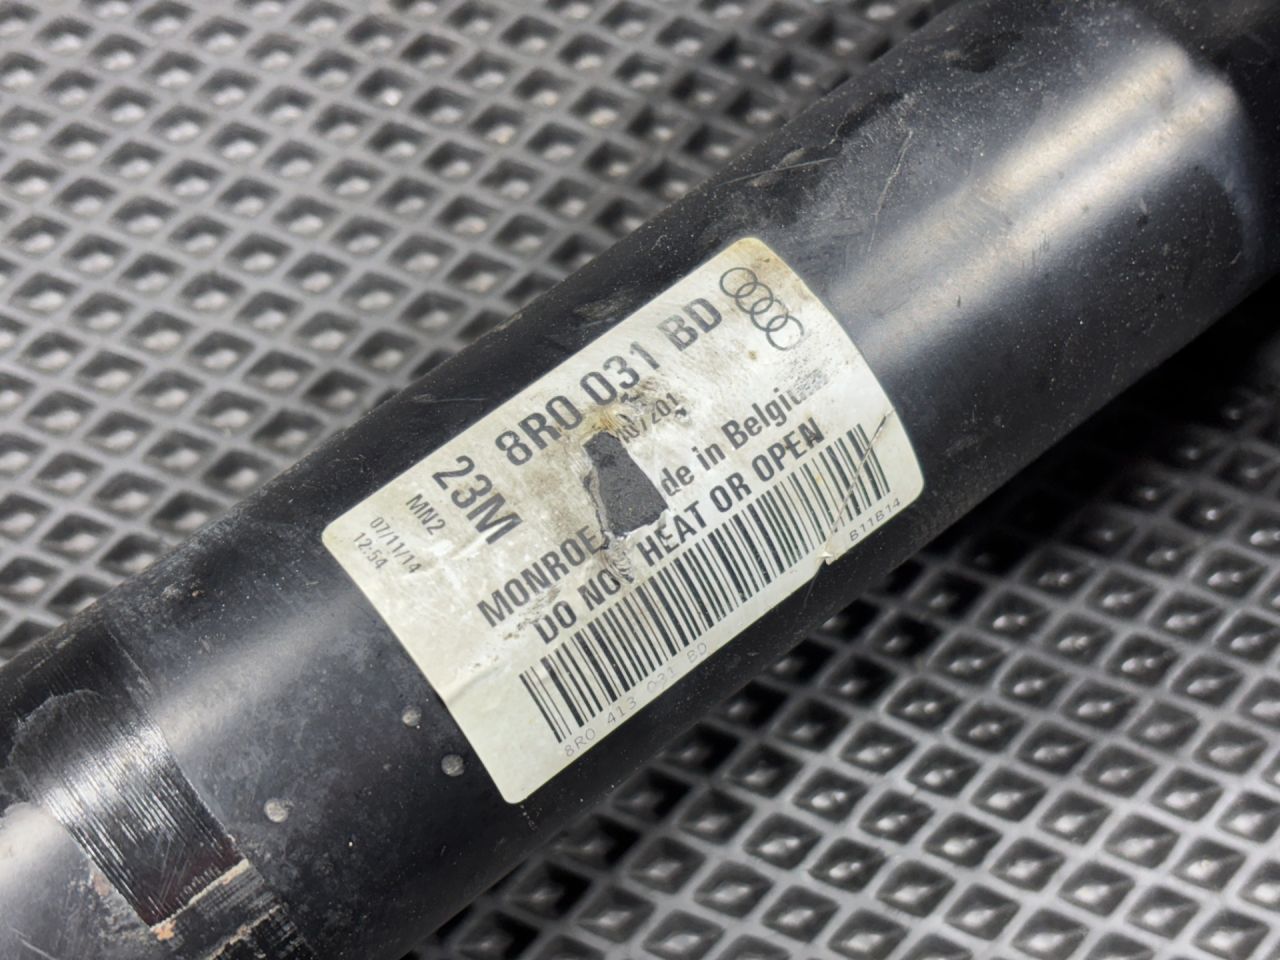 8R0 031 BD
23M
MN2
07/11/14
12:54
MONROE de in Belgiu
DO NOT HEAT OR OPEN
B11B14
8R0 413 031 BD